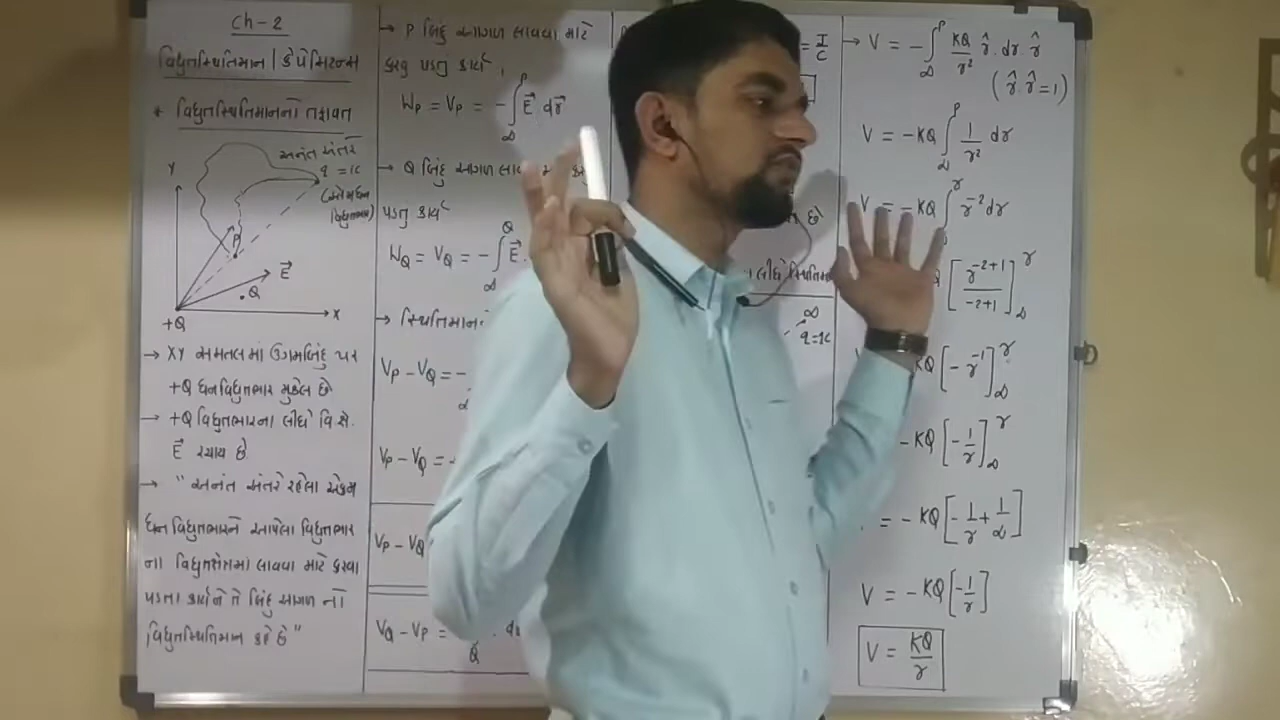 Ch-2
વિદ્યુતસ્થિતિમાન | કેપેસિટન્સ
* વિદ્યુતસ્થિતિમાનનો તફાવત
અનંત અંતરે
q = 1C
Y
P
E⃗
.Q
+Q
X
→ XY સમતલમાં ઉગમબિંદુ પર
+Q ધનવિદ્યુતભાર મુકેલ છે
→ +Q વિદ્યુતભારના લીધે વિ.ક્ષે.
E⃗ રચાય છે.
→ "અનંત અંતરે રહેલા એકમ
ધન વિદ્યુતભારને આપેલા વિદ્યુતભાર
ના વિદ્યુતક્ષેત્રમાં લાવવા માટે કરવા
પડતા કાર્યને તે બિંદુ આગળ નો
વિદ્યુતસ્થિતિમાન કહે છે"
→ P બિંદુ આગળ લાવવા માટે
કરવુ પડતુ કાર્ય,
W_P = V_P = -∫_∞^P E⃗. dr⃗
→ Q બિંદુ આગળ
પડતુ કાર્ય
W_Q = V_Q = -∫_∞^Q E⃗.
→ સ્થિતિમાનનો
V_P - V_Q = -
V_P - V_Q = -
V_P - V_Q
V_Q - V_P =
= J/C
છે
લીધે
∞
q=1C
→ V = -∫_∞^P KQ/r² r̂. dr r̂
(r̂.r̂=1)
V = -KQ ∫_∞^P 1/r² dr
V = -KQ ∫^r r⁻² dr
[r⁻²⁺¹/-2+1]_∞^r
KQ [-r⁻¹]_∞^r
-KQ [-1/r]_∞^r
= -KQ [-1/r + 1/∞]
V = -KQ [-1/r]
V = KQ/r